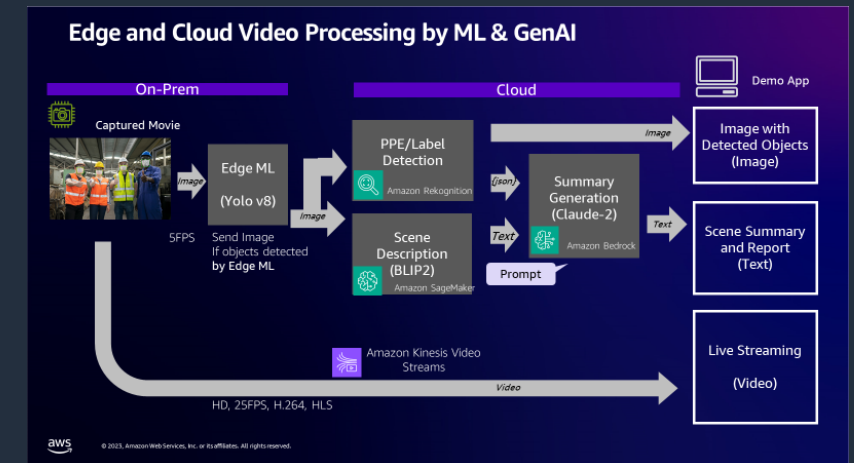 Edge and Cloud Video Processing by ML & GenAI
On-Prem
Cloud
Demo App
Captured Movie
Image
5FPS
Edge ML
(Yolo v8)
Send Image
If objects detected
by Edge ML
Image
PPE/Label
Detection
Amazon Rekognition
Scene
Description
(BLIP2)
Amazon SageMaker
Image
(json)
Text
Summary
Generation
(Claude-2)
Amazon Bedrock
Prompt
Text
Image with
Detected Objects
(Image)
Scene Summary
and Report
(Text)
Live Streaming
(Video)
Amazon Kinesis Video
Streams
Video
HD, 25FPS, H.264, HLS
aws
© 2023, Amazon Web Services, Inc. or its affiliates. All rights reserved.